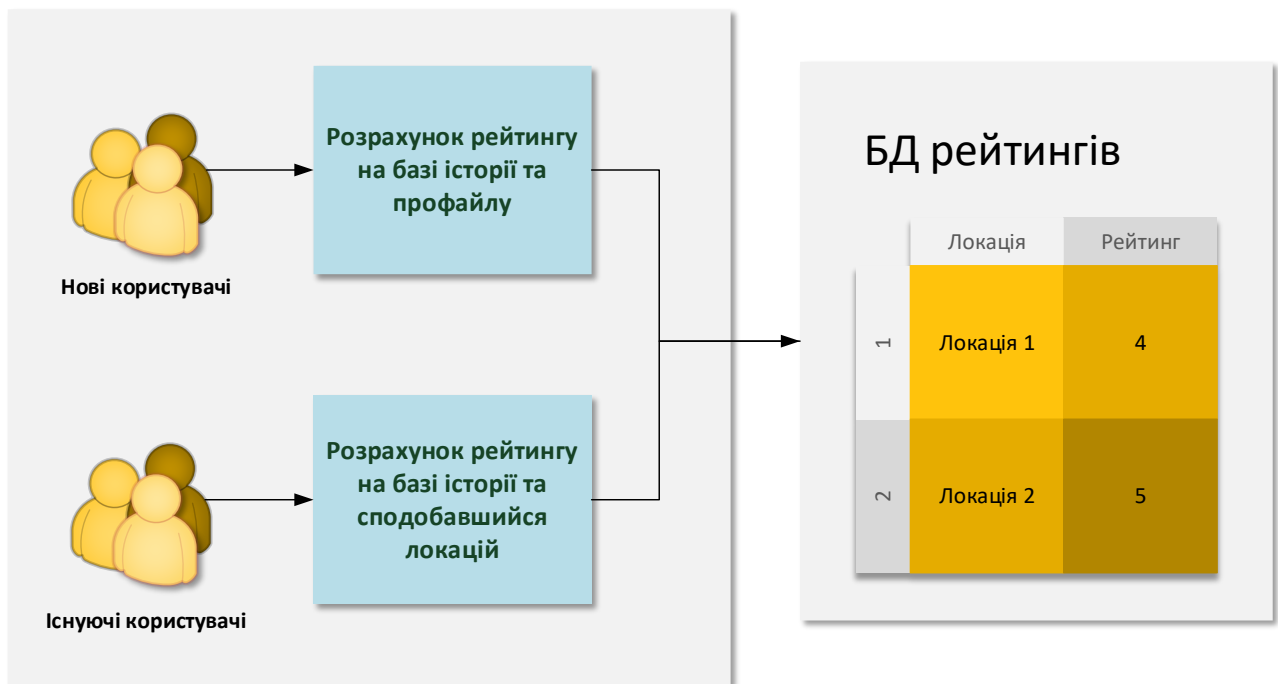 Розрахунок рейтингу
на базі історії та
профайлу
Нові користувачі
Розрахунок рейтингу
на базі історії та
сподобавшийся
локацій
Існуючі користувачі
БД рейтингів
Локація Рейтинг
1 Локація 1 4
2 Локація 2 5